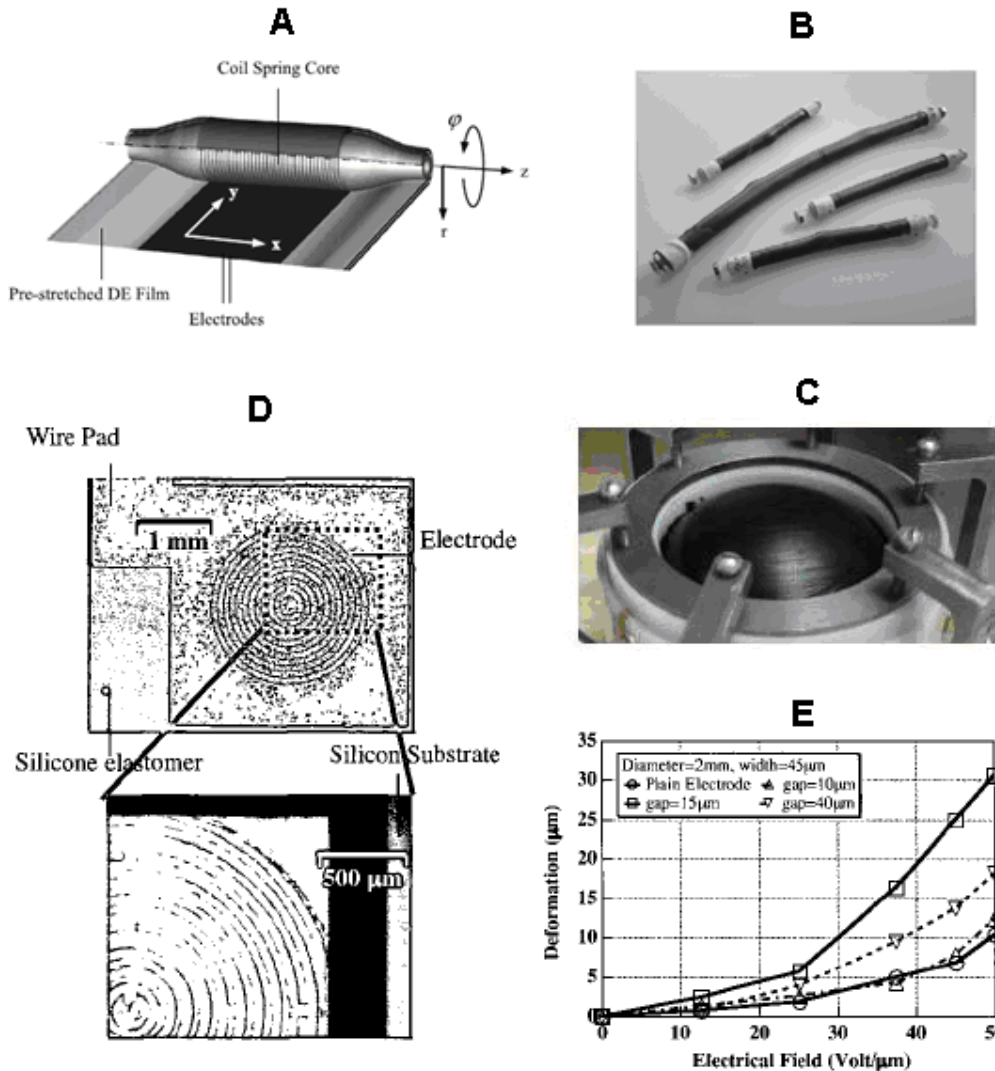 A
Coil Spring Core
φ
z
y
x
r
Pre-stretched DE Film
Electrodes
B
D
Wire Pad
1 mm
Electrode
Silicone elastomer
Silicon Substrate
500 μm
C
E
Diameter=2mm, width=45μm
Plain Electrode gap=10μm
gap=15μm gap=40μm
Deformation (μm)
35
30
25
20
15
10
5
0
0 10 20 30 40 50
Electrical Field (Volt/μm)